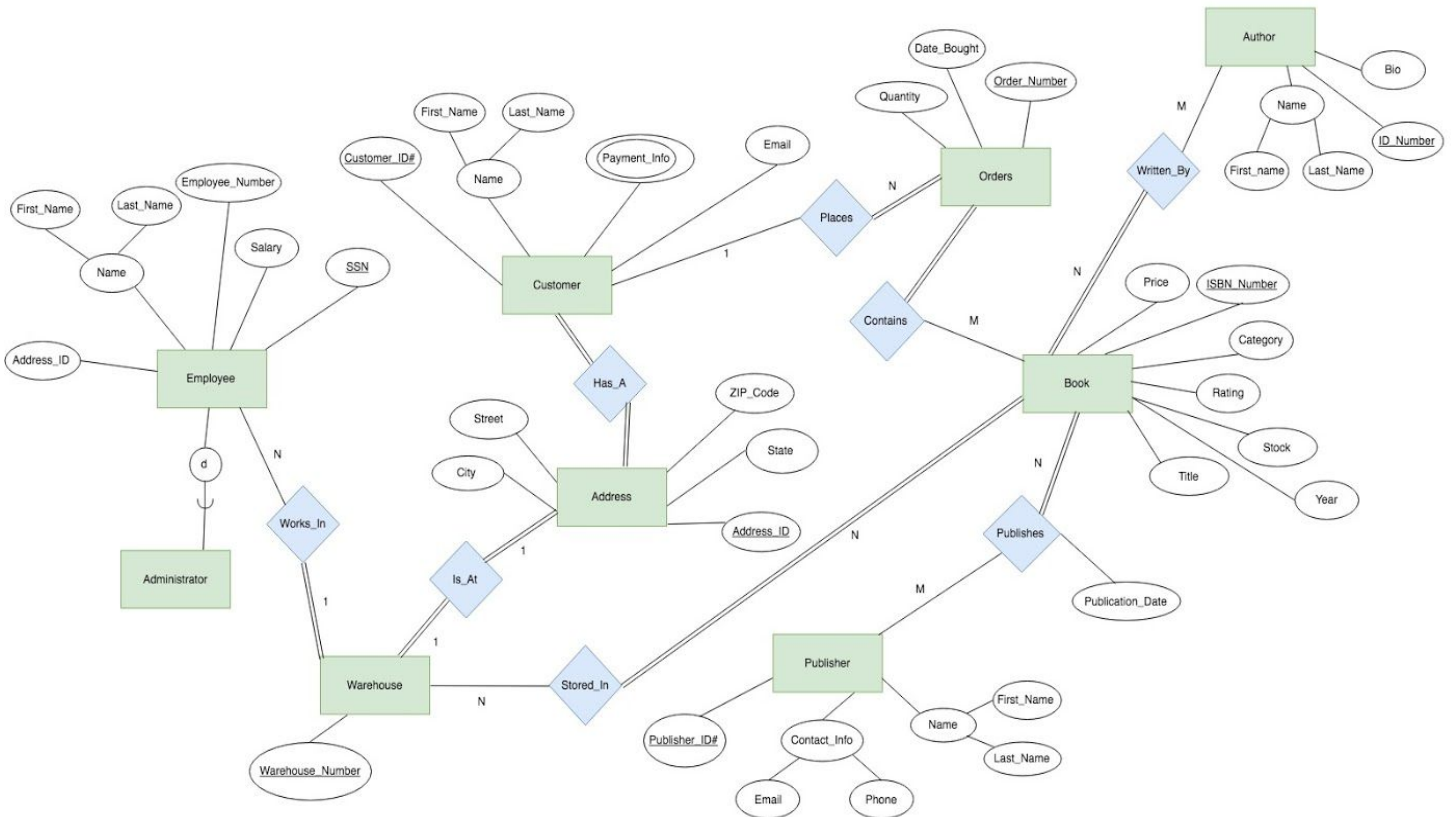 Author
Bio
Name
ID_Number
First_name
Last_Name
M
Written_By
N
Date_Bought
Order_Number
Quantity
Orders
N
Places
1
Contains
M
First_Name
Last_Name
Customer_ID#
Name
Payment_Info
Email
Customer
Has_A
Employee_Number
First_Name
Last_Name
Name
Salary
SSN
Address_ID
Employee
d
Administrator
N
Works_In
1
Street
City
ZIP_Code
State
Address
Address_ID
1
Is_At
1
Warehouse
Warehouse_Number
N
Stored_In
N
Price
ISBN_Number
Category
Rating
Stock
Year
Title
Book
N
Publishes
M
Publication_Date
Publisher
Publisher_ID#
Contact_Info
Email
Phone
Name
First_Name
Last_Name